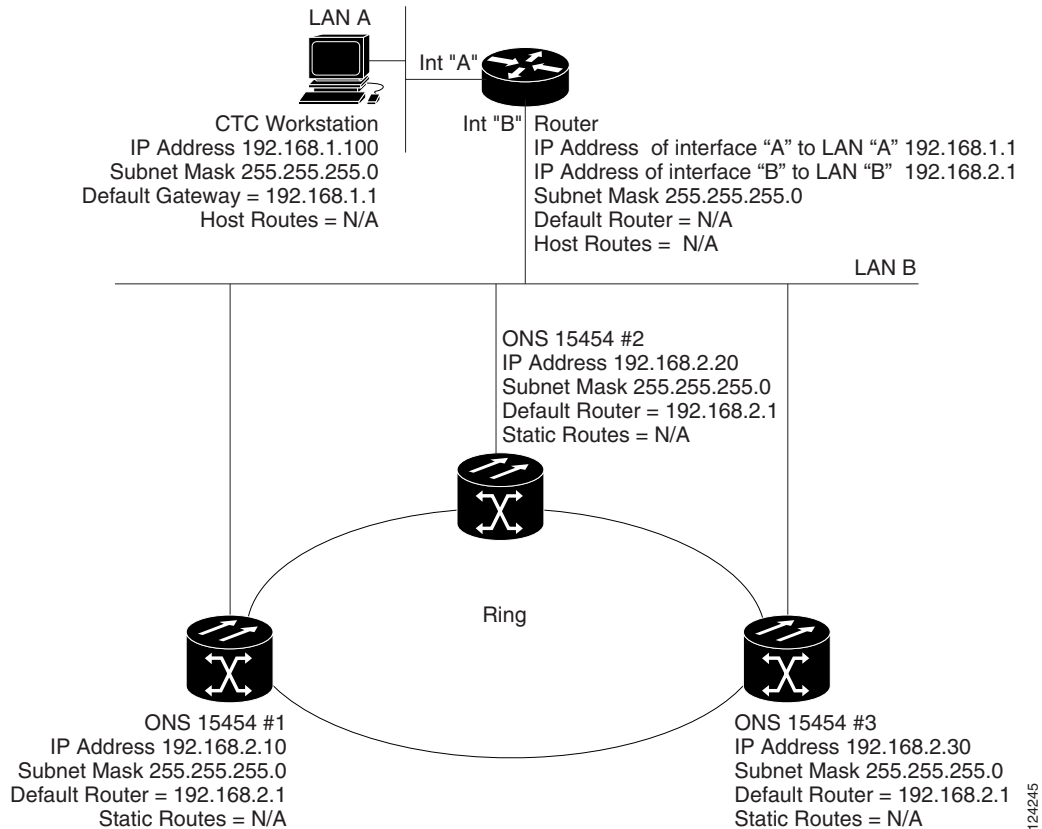 LAN A
Int "A"
CTC Workstation
IP Address 192.168.1.100
Subnet Mask 255.255.255.0
Default Gateway = 192.168.1.1
Host Routes = N/A
Int "B"
Router
IP Address of interface “A” to LAN “A” 192.168.1.1
IP Address of interface “B” to LAN “B” 192.168.2.1
Subnet Mask 255.255.255.0
Default Router = N/A
Host Routes = N/A
LAN B
ONS 15454 #2
IP Address 192.168.2.20
Subnet Mask 255.255.255.0
Default Router = 192.168.2.1
Static Routes = N/A
Ring
ONS 15454 #1
IP Address 192.168.2.10
Subnet Mask 255.255.255.0
Default Router = 192.168.2.1
Static Routes = N/A
ONS 15454 #3
IP Address 192.168.2.30
Subnet Mask 255.255.255.0
Default Router = 192.168.2.1
Static Routes = N/A
124245